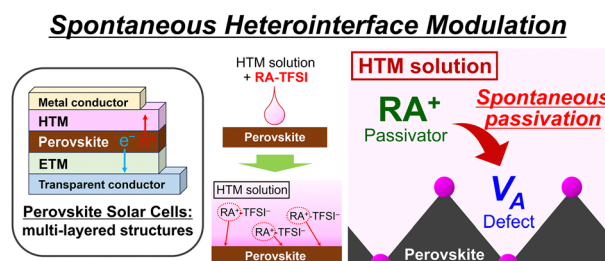 Spontaneous Heterointerface Modulation
Metal conductor
HTM
Perovskite e⁻ h⁺
ETM
Transparent conductor
Perovskite Solar Cells:
multi-layered structures
HTM solution
+ RA-TFSI
Perovskite
HTM solution
RA⁺-TFSI⁻
RA⁺-TFSI⁻
RA⁺-TFSI⁻
Perovskite
HTM solution
RA⁺
Passivator
Spontaneous
passivation
V_A
Defect
Perovskite